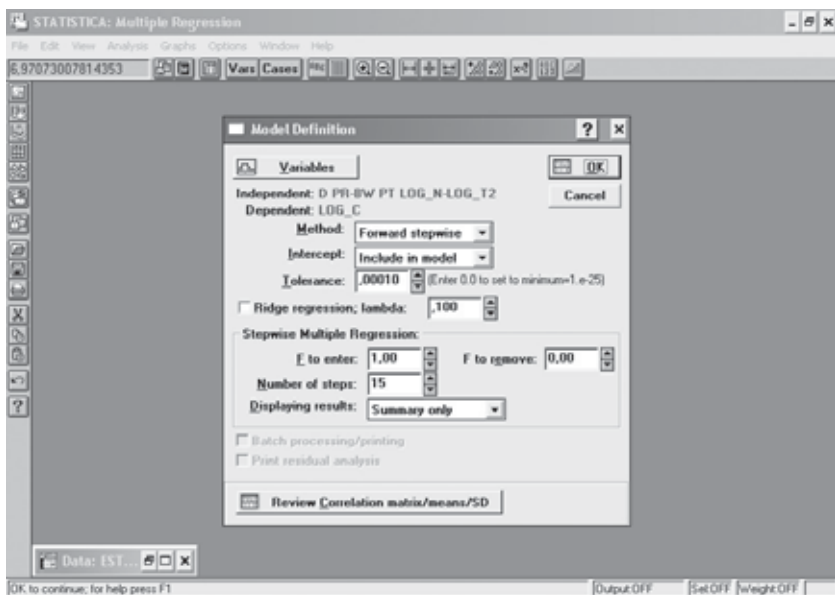 STATISTICA: Multiple Regression
File Edit View Analysis Graphs Options Window Help
6,97073007814353 Vars Cases
Model Definition
Variables
OK
Independent: D PR-BW PT LOG_N-LOG_T2
Cancel
Dependent: LOG_C
Method: Forward stepwise
Intercept: Include in model
Tolerance: ,00010 (Enter 0.0 to set to minimum=1.e-25)
Ridge regression; lambda: ,100
Stepwise Multiple Regression:
F to enter: 1,00 F to remove: 0,00
Number of steps: 15
Displaying results: Summary only
Batch processing/printing
Print residual analysis
Review Correlation matrix/means/SD
Data: EST...
OK to continue; for help press F1 Output:OFF Sel:OFF Weight:OFF